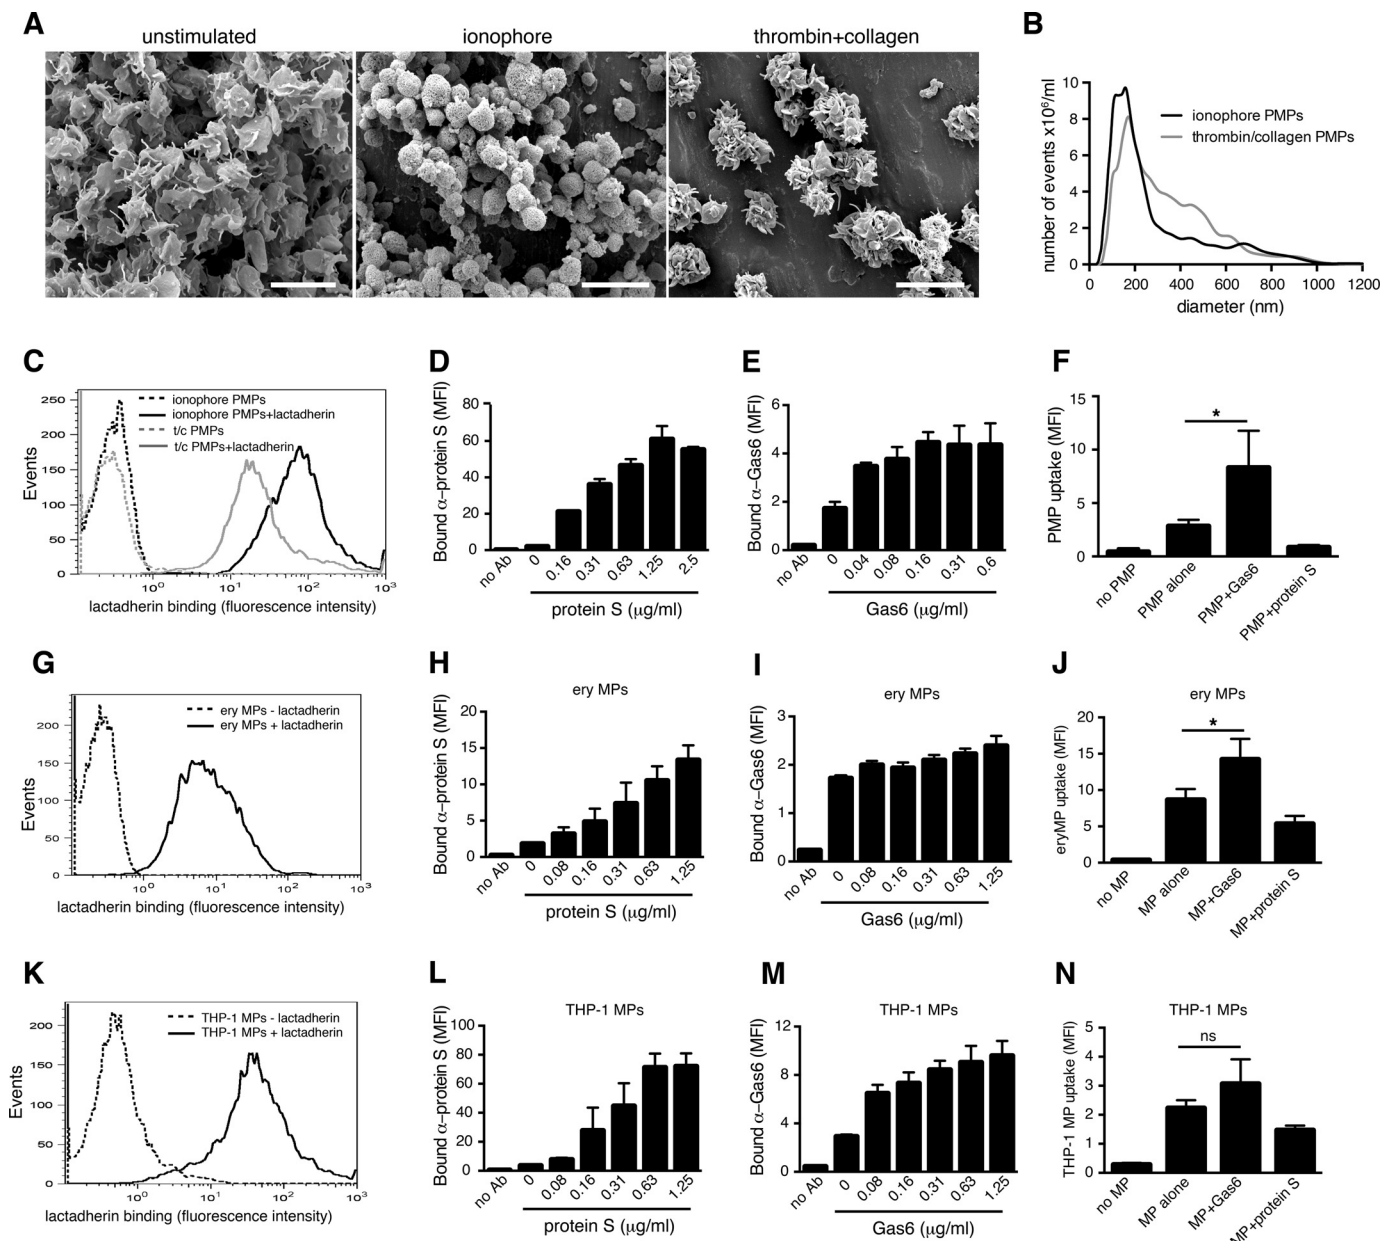 A
unstimulated
ionophore
thrombin+collagen
B
number of events x10⁶/ml
10
8
6
4
2
0
ionophore PMPs
thrombin/collagen PMPs
0 200 400 600 800 1000 1200
diameter (nm)
C
Events
250
200
150
100
50
0
ionophore PMPs
ionophore PMPs+lactadherin
t/c PMPs
t/c PMPs+lactadherin
10⁰ 10¹ 10² 10³
lactadherin binding (fluorescence intensity)
D
Bound α–protein S (MFI)
80
60
40
20
0
no Ab 0 0.16 0.31 0.63 1.25 2.5
protein S (μg/ml)
E
Bound α–Gas6 (MFI)
6
4
2
0
no Ab 0 0.04 0.08 0.16 0.31 0.6
Gas6 (μg/ml)
F
PMP uptake (MFI)
15
10
5
0
*
no PMP
PMP alone
PMP+Gas6
PMP+protein S
G
Events
200
150
100
50
0
ery MPs - lactadherin
ery MPs + lactadherin
10⁰ 10¹ 10² 10³
lactadherin binding (fluorescence intensity)
H
ery MPs
Bound α–protein S (MFI)
20
15
10
5
0
no Ab 0 0.08 0.16 0.31 0.63 1.25
protein S (μg/ml)
I
ery MPs
Bound α–Gas6 (MFI)
3
2
1
0
no Ab 0 0.08 0.16 0.31 0.63 1.25
Gas6 (μg/ml)
J
ery MPs
eryMP uptake (MFI)
20
15
10
5
0
*
no MP
MP alone
MP+Gas6
MP+protein S
K
Events
200
150
100
50
0
THP-1 MPs - lactadherin
THP-1 MPs + lactadherin
10⁰ 10¹ 10² 10³
lactadherin binding (fluorescence intensity)
L
THP-1 MPs
Bound α–protein S (MFI)
100
80
60
40
20
0
no Ab 0 0.08 0.16 0.31 0.63 1.25
protein S (μg/ml)
M
THP-1 MPs
Bound α–Gas6 (MFI)
12
8
4
0
no Ab 0 0.08 0.16 0.31 0.63 1.25
Gas6 (μg/ml)
N
THP-1 MPs
THP-1 MP uptake (MFI)
5
4
3
2
1
0
ns
no MP
MP alone
MP+Gas6
MP+protein S